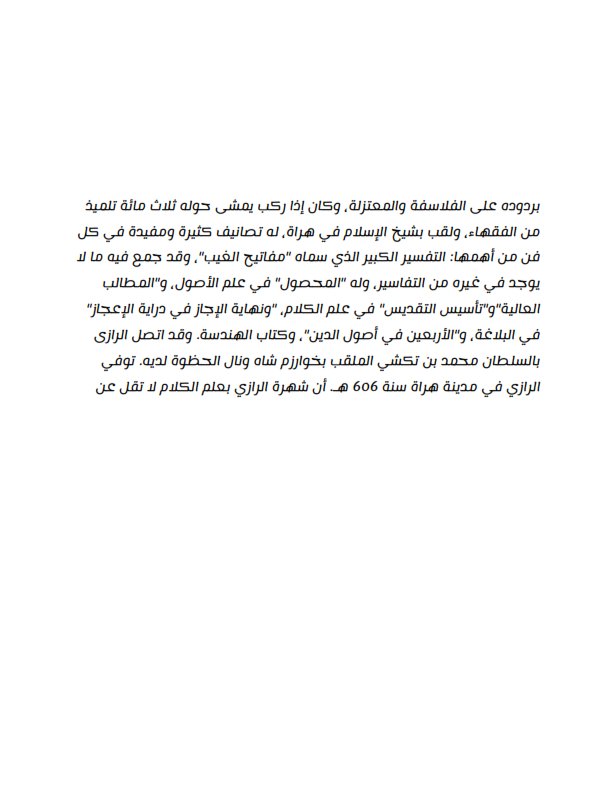 بردوده على الفلاسفة والمعتزلة، وكان إذا ركب يمشى حوله ثلاث مائة تلميذ
من الفقهاء، ولقب بشيخ الإسلام في هراة، له تصانيف كثيرة ومفيدة في كل
فن من أهمها: التفسير الكبير الذي سماه "مفاتيح الغيب"، وقد جمع فيه ما لا
يوجد في غيره من التفاسير، وله "المحصول" في علم الأصول، و"المطالب
العالية"و"تأسيس التقديس" في علم الكلام، "ونهاية الإجاز في دراية الإعجاز"
في البلاغة، و"الأربعين في أصول الدين"، وكتاب الهندسة. وقد اتصل الرازى
بالسلطان محمد بن تكشي الملقب بخوارزم شاه ونال الحظوة لديه. توفي
الرازي في مدينة هراة سنة 606 هـ. أن شهرة الرازي بعلم الكلام لا تقل عن